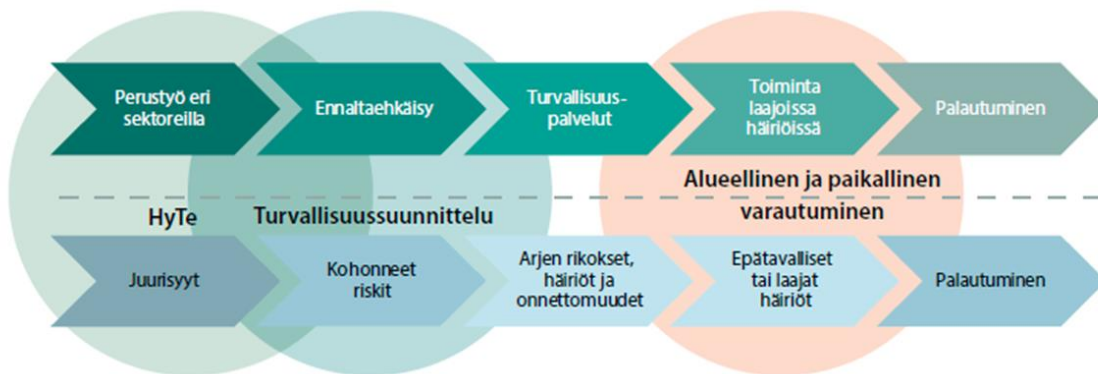 Perustyö eri
sektoreilla
Ennaltaehkäisy
Turvallisuus-
palvelut
Toiminta
laajoissa
häiriöissä
Palautuminen
HyTe
Turvallisuussuunnittelu
Alueellinen ja paikallinen
varautuminen
Juurisyyt
Kohonneet
riskit
Arjen rikokset,
häiriöt ja
onnettomuudet
Epätavalliset
tai laajat
häiriöt
Palautuminen